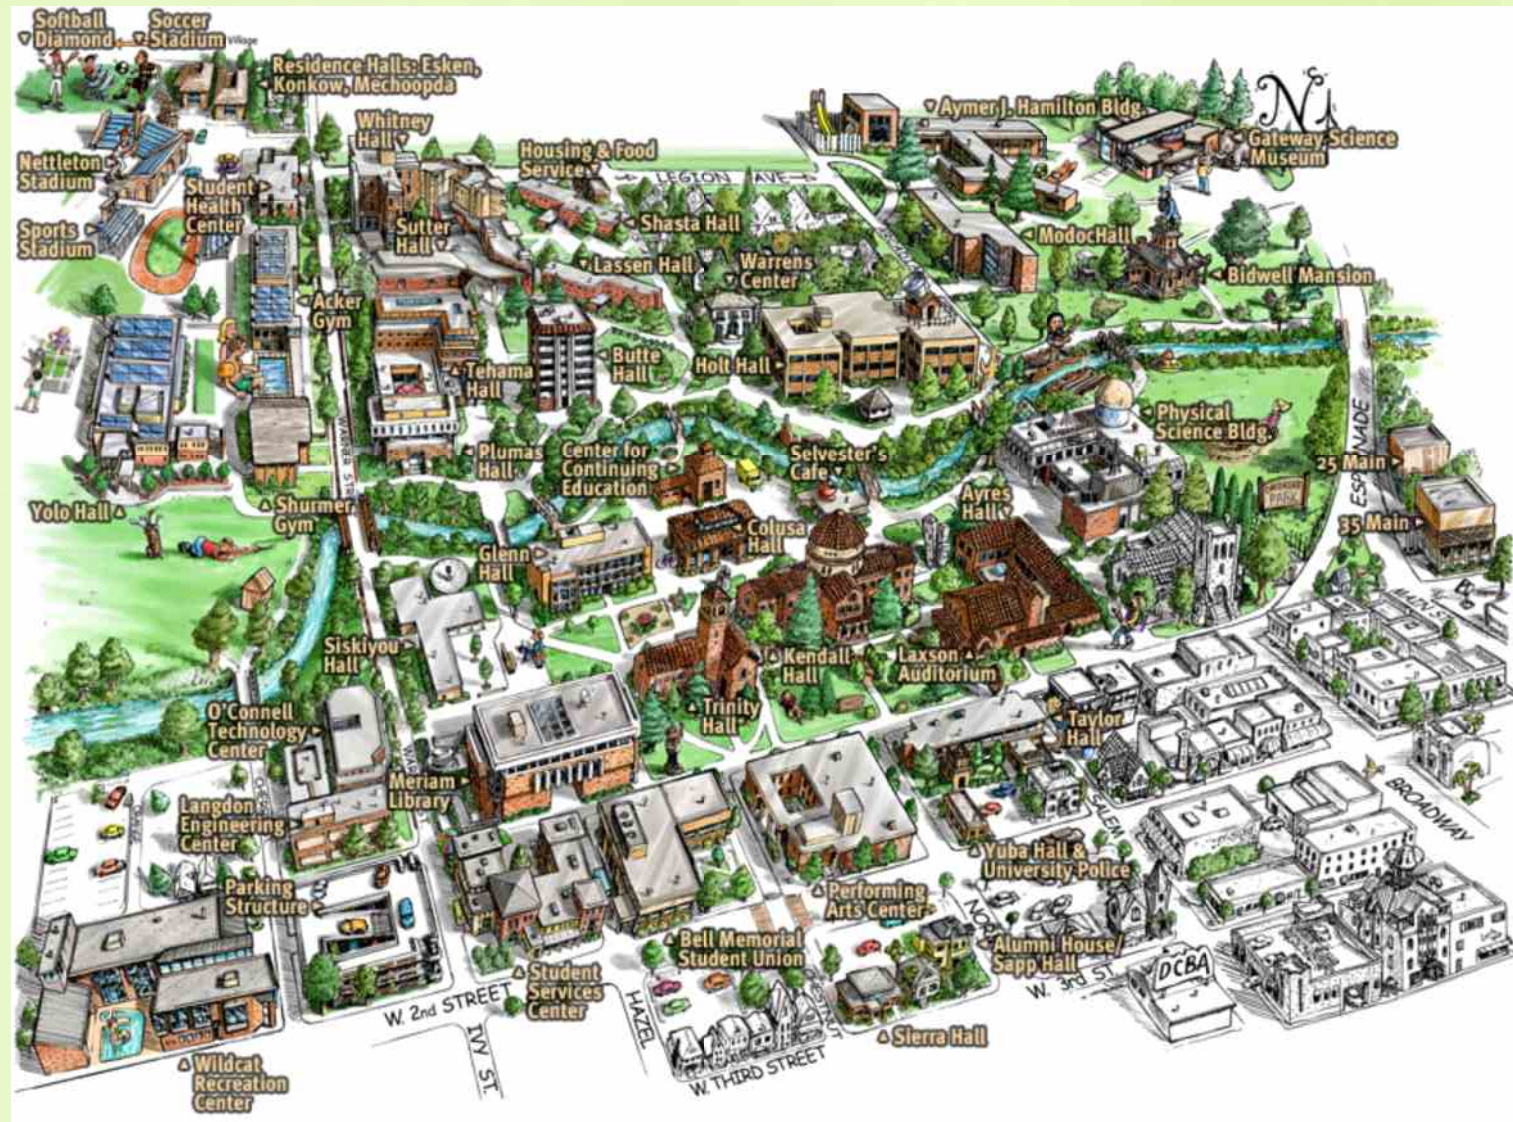 Softball
Diamond
Soccer
Stadium
Village
Residence Halls: Esken,
Konkow, Mechoopda
Whitney
Hall
Housing & Food
Service
LEGION AVE
Aymer J. Hamilton Bldg.
N
Gateway Science
Museum
Nettleton
Stadium
Student
Health
Center
Sports
Stadium
Sutter
Hall
Shasta Hall
Modoc Hall
Lassen Hall
Warrens
Center
Bidwell Mansion
Acker
Gym
Tehama
Hall
Butte
Hall
Holt Hall
Physical
Science Bldg.
ESPLANADE
Plumas
Hall
Center for
Continuing
Education
Selvester's
Cafe
25 Main
PARK
Yolo Hall
Shurmer
Gym
Ayres
Hall
35 Main
Glenn
Hall
Colusa
Hall
MAIN ST
Siskiyou
Hall
Kendall
Hall
Laxson
Auditorium
O'Connell
Technology
Center
Trinity
Hall
Taylor
Hall
Meriam
Library
Langdon
Engineering
Center
SALEM
BROADWAY
Yuba Hall &
University Police
Parking
Structure
Performing
Arts Center
Bell Memorial
Student Union
Alumni House/
Sapp Hall
Student
Services
Center
W. 2nd STREET
IVY ST.
HAZEL
W. 3rd ST
DCBA
Sierra Hall
W. THIRD STREET
Wildcat
Recreation
Center